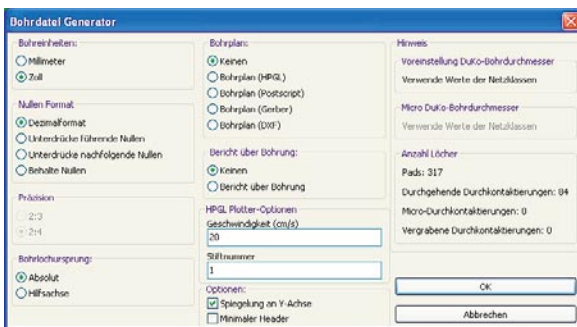 Bohrdatel Generator
Bohreinheiten:
Milimeter
Zoll
Nullen Format
Dezimalformat
Unterdrücke führende Nullen
Unterdrücke nachfolgende Nullen
Behalte Nullen
Präzision
2:3
2:4
Bohrlochursprung:
Absolut
Hilfsachse
Bohrplan:
Keinen
Bohrplan (HPGL)
Bohrplan (Postscript)
Bohrplan (Gerber)
Bohrplan (DXF)
Bericht über Bohrung:
Keinen
Bericht über Bohrung
HPGL Plotter-Optionen
Geschwindigkeit (cm/s)
20
Stiftnummer
1
Optionen:
Spiegelung an Y-Achse
Minimaler Header
Hinweis
Voreinstellung DuKo-Bohrdurchmesser
Verwende Werte der Netzklassen
Micro DuKo-Bohrdurchmesser
Verwende Werte der Netzklassen
Anzahl Löcher
Pads: 317
Durchgehende Durchkontaktierungen: 84
Micro-Durchkontaktierungen: 0
Vergrabene Durchkontaktierungen: 0
OK
Abbrechen